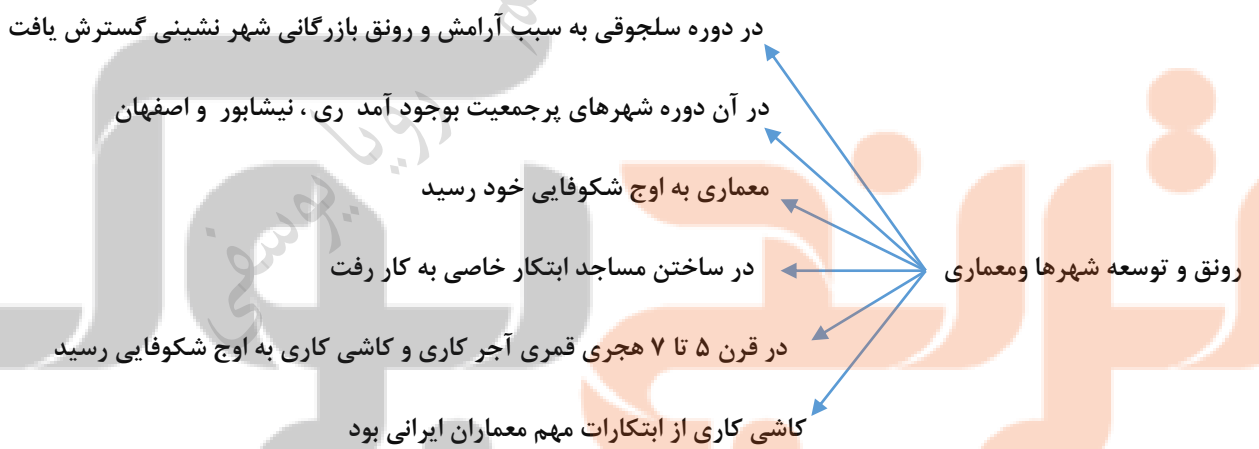 در دوره سلجوقی به سبب آرامش و رونق بازرگانی شهر نشینی گسترش یافت
در آن دوره شهرهای پرجمعیت بوجود آمد ری ، نیشابور و اصفهان
معماری به اوج شکوفایی خود رسید
رونق و توسعه شهرها ومعماری
در ساختن مساجد ابتکار خاصی به کار رفت
در قرن ۵ تا ۷ هجری قمری آجر کاری و کاشی کاری به اوج شکوفایی رسید
کاشی کاری از ابتکارات مهم معماران ایرانی بود
رویا یوسفی